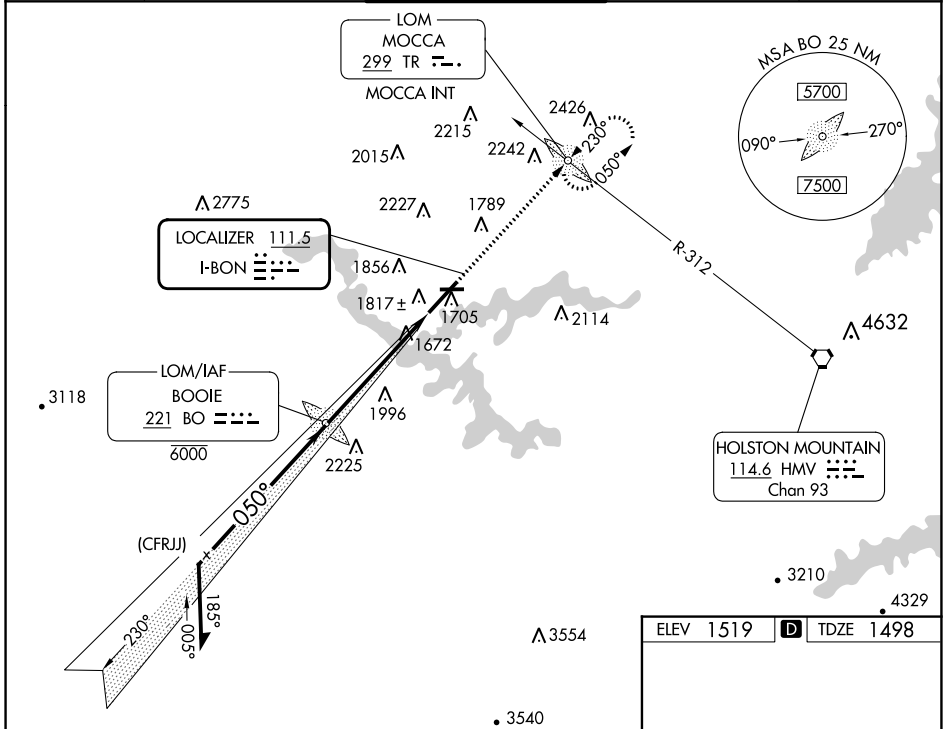 LOM
MOCCA
299 TR
MOCCA INT
MSA BO 25 NM
5700
090°
270°
7500
2426
2215
2242
230°
050°
2015
2775
2227
1789
LOCALIZER 111.5
I-BON
1856
R-312
1817 ±
1705
2114
4632
1672
LOM/IAF
BOOIE
221 BO
6000
3118
1996
2225
HOLSTON MOUNTAIN
114.6 HMV
Chan 93
050°
(CFRJJ)
185°
005°
230°
3210
4329
3554
3540
ELEV 1519 D TDZE 1498